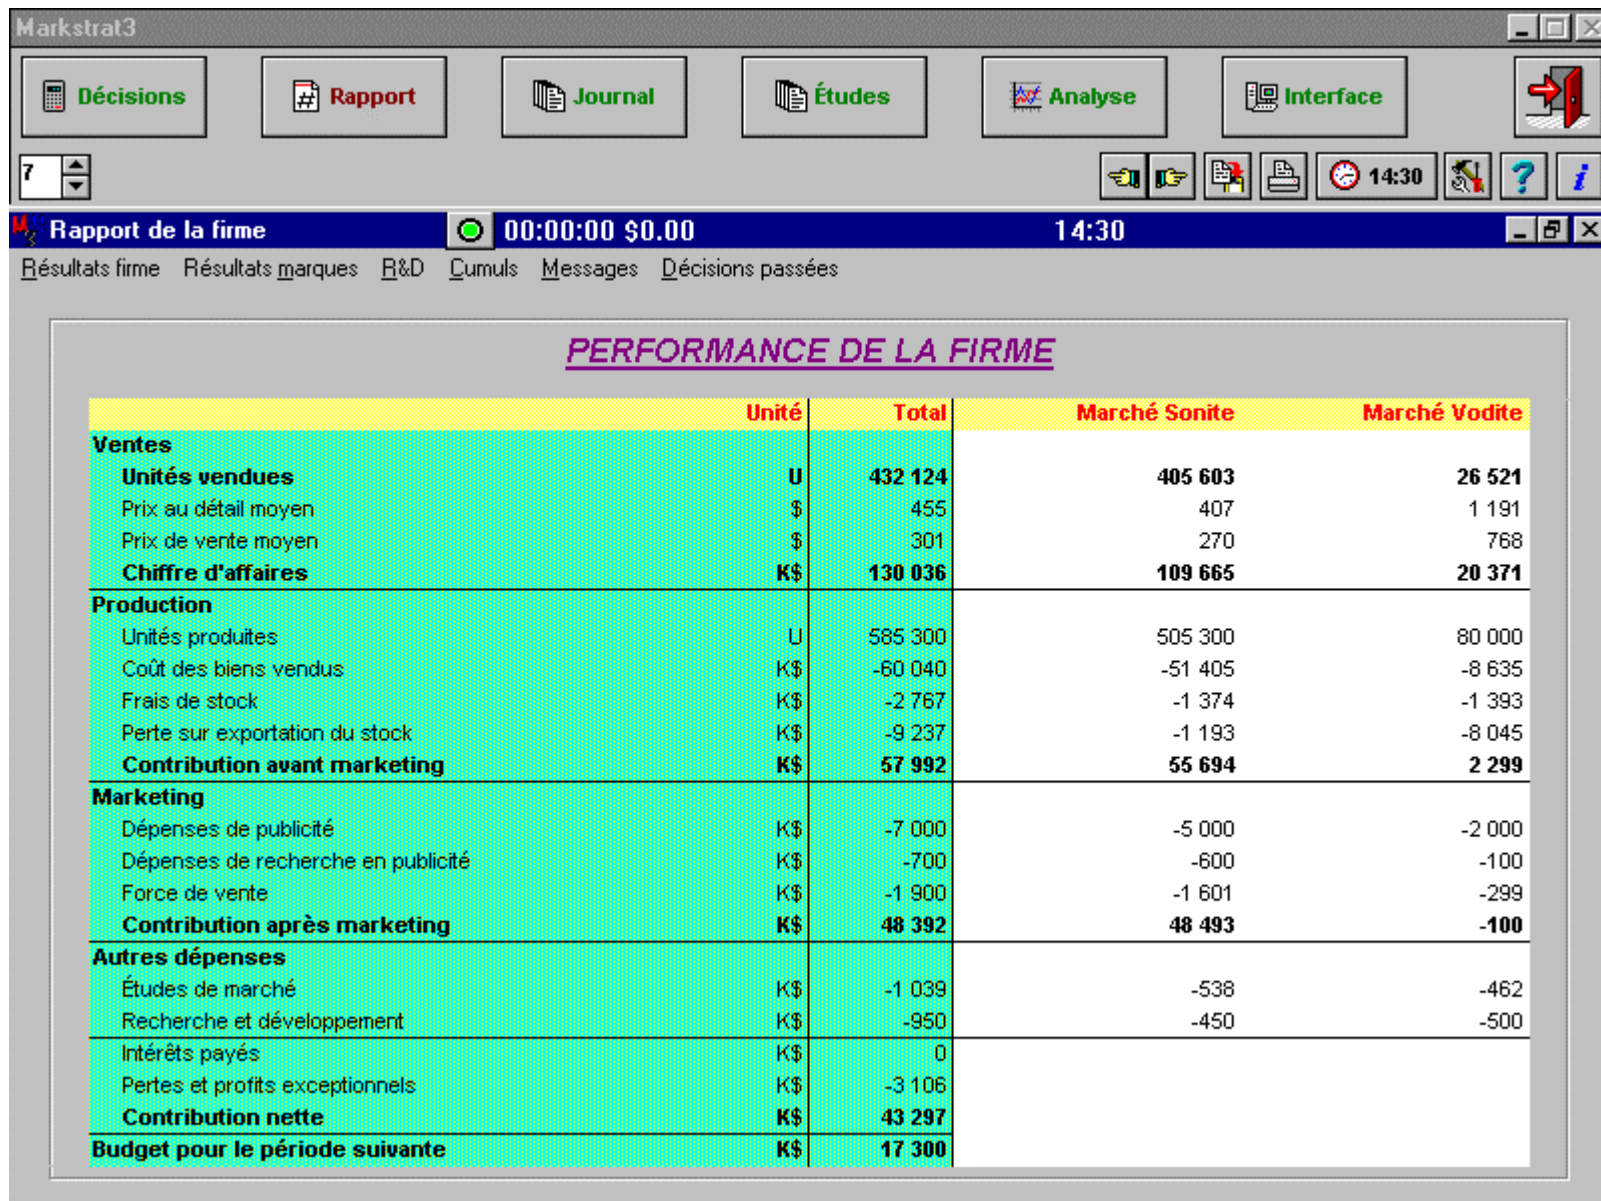 Markstrat3
Décisions Rapport Journal Études Analyse Interface
7 14:30 ? i
Rapport de la firme 00:00:00 $0.00 14:30
Résultats firme Résultats marques R&D Cumuls Messages Décisions passées
PERFORMANCE DE LA FIRME
Unité Total Marché Sonite Marché Vodite
Ventes
Unités vendues U 432 124 405 603 26 521
Prix au détail moyen $ 455 407 1 191
Prix de vente moyen $ 301 270 768
Chiffre d'affaires K$ 130 036 109 665 20 371
Production
Unités produites U 585 300 505 300 80 000
Coût des biens vendus K$ -60 040 -51 405 -8 635
Frais de stock K$ -2 767 -1 374 -1 393
Perte sur exportation du stock K$ -9 237 -1 193 -8 045
Contribution avant marketing K$ 57 992 55 694 2 299
Marketing
Dépenses de publicité K$ -7 000 -5 000 -2 000
Dépenses de recherche en publicité K$ -700 -600 -100
Force de vente K$ -1 900 -1 601 -299
Contribution après marketing K$ 48 392 48 493 -100
Autres dépenses
Études de marché K$ -1 039 -538 -462
Recherche et développement K$ -950 -450 -500
Intérêts payés K$ 0
Pertes et profits exceptionnels K$ -3 106
Contribution nette K$ 43 297
Budget pour le période suivante K$ 17 300